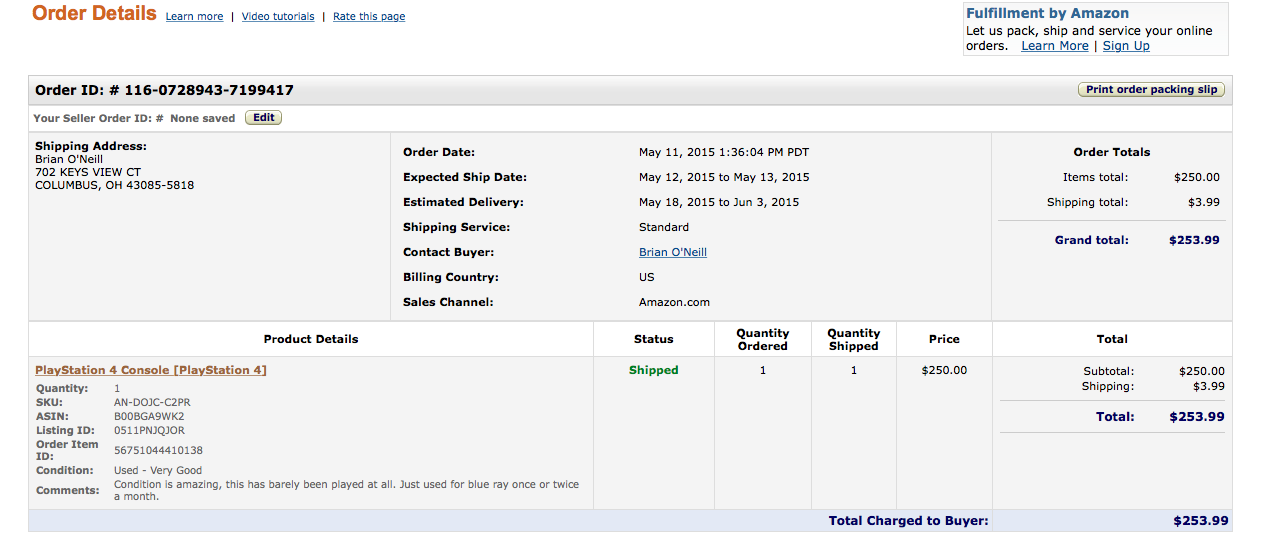 Order Details Learn more | Video tutorials | Rate this page
Fulfillment by Amazon
Let us pack, ship and service your online
orders. Learn More | Sign Up
Order ID: # 116-0728943-7199417
Print order packing slip
Your Seller Order ID: # None saved Edit
Shipping Address:
Brian O'Neill
702 KEYS VIEW CT
COLUMBUS, OH 43085-5818
Order Date: May 11, 2015 1:36:04 PM PDT
Expected Ship Date: May 12, 2015 to May 13, 2015
Estimated Delivery: May 18, 2015 to Jun 3, 2015
Shipping Service: Standard
Contact Buyer: Brian O'Neill
Billing Country: US
Sales Channel: Amazon.com
Order Totals
Items total: $250.00
Shipping total: $3.99
Grand total: $253.99
Product Details Status Quantity Ordered Quantity Shipped Price Total
PlayStation 4 Console [PlayStation 4] Shipped 1 1 $250.00
Quantity: 1
SKU: AN-DOJC-C2PR
ASIN: B00BGA9WK2
Listing ID: 0511PNJQJOR
Order Item
ID: 56751044410138
Condition: Used - Very Good
Comments: Condition is amazing, this has barely been played at all. Just used for blue ray once or twice
a month.
Subtotal: $250.00
Shipping: $3.99
Total: $253.99
Total Charged to Buyer: $253.99